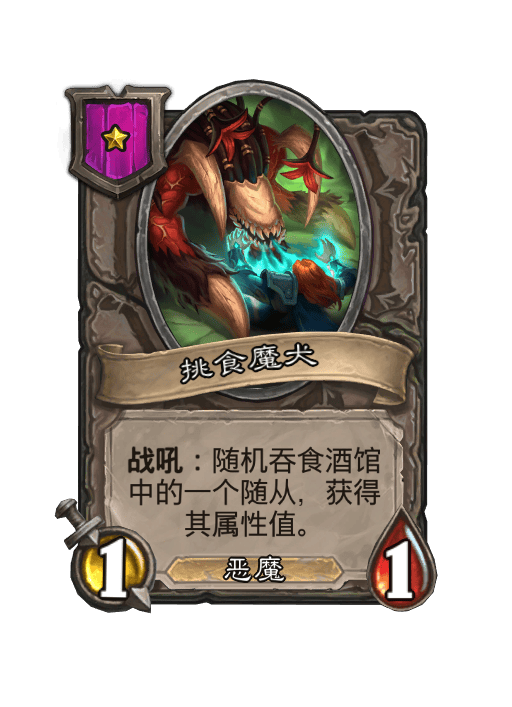 挑食魔犬
战吼：随机吞食酒馆
中的一个随从，获得
其属性值。
1
恶魔
1